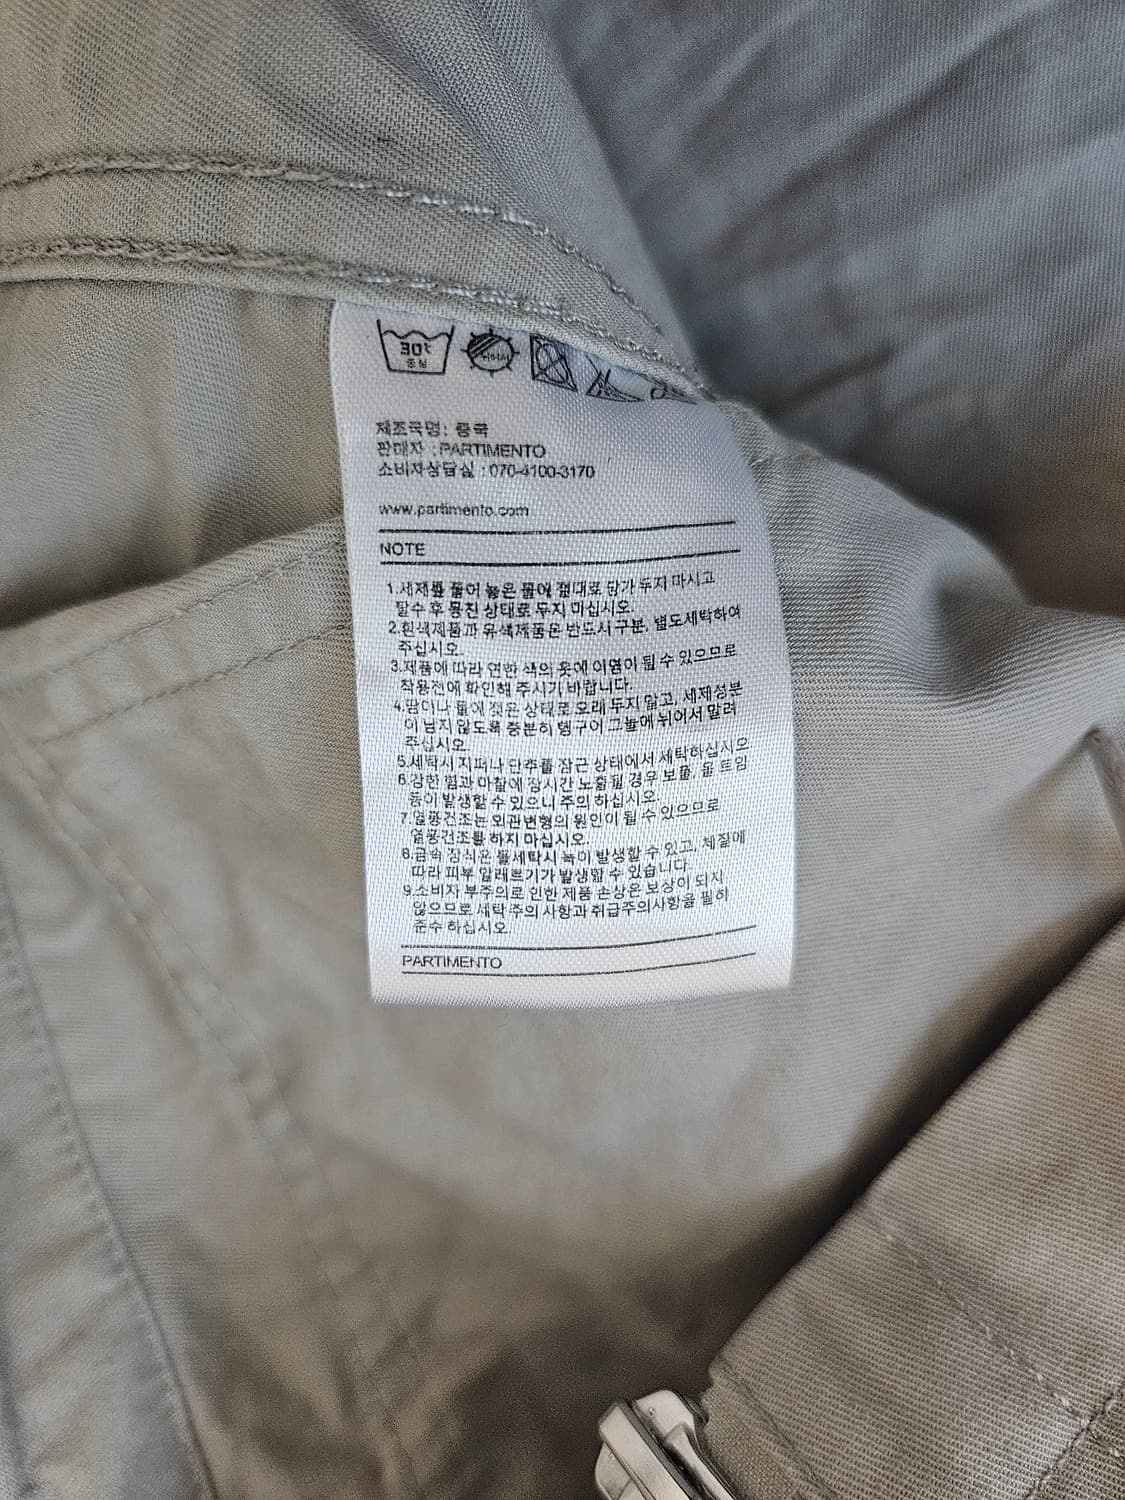 30℃
중성
제조국명: 중국
판매자 : PARTIMENTO
소비자상담실 : 070-4100-3170
www.partimento.com
NOTE
1.세제를 풀어 놓은 물에 절대로 담가 두지 마시고
탈수 후 뭉친 상태로 두지 마십시오.
2.흰색제품과 유색제품은 반드시 구분, 별도세탁하여
주십시오.
3.제품에 따라 연한 색의 옷에 이염이 될 수 있으므로
착용전에 확인해 주시기 바랍니다.
4.땀이나 물에 젖은 상태로 오래 두지 말고, 세제성분
이 남지 않도록 충분히 헹구어 그늘에 뉘어서 말려
주십시오.
5.세탁시 지퍼나 단추를 잠근 상태에서 세탁하십시오
6.강한 힘과 마찰에 장시간 노출될 경우 보풀, 올 트임
등이 발생할 수 있으니 주의 하십시오.
7.열풍건조는 외관변형의 원인이 될 수 있으므로
열풍건조를 하지 마십시오.
8.금속 장식은 물세탁시 녹이 발생할 수 있고, 체질에
따라 피부 알레르기가 발생할 수 있습니다.
9.소비자 부주의로 인한 제품 손상은 보상이 되지
않으므로 세탁 주의 사항과 취급주의사항을 필히
준수 하십시오.
PARTIMENTO